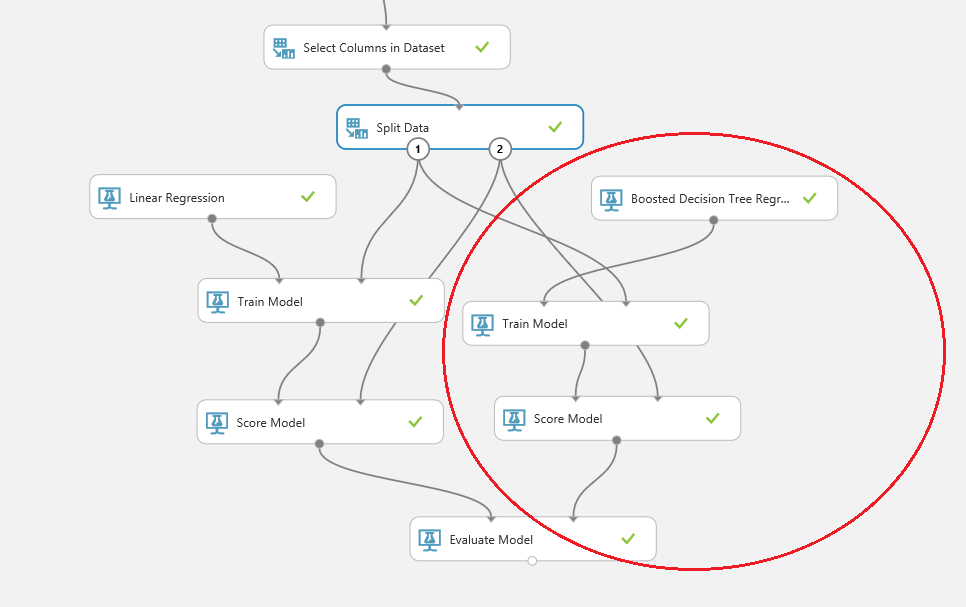 Select Columns in Dataset
Split Data
1
2
Linear Regression
Boosted Decision Tree Regr...
Train Model
Train Model
Score Model
Score Model
Evaluate Model